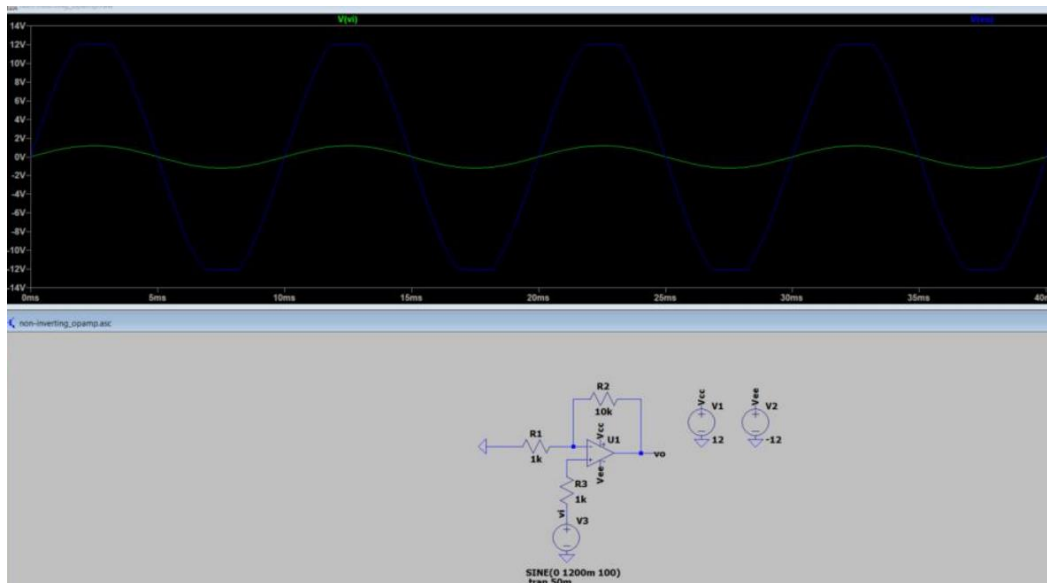 V(vi)
14V
12V
10V
8V
6V
4V
2V
0V
-2V
-4V
-6V
-8V
-10V
-12V
-14V
0ms 5ms 10ms 15ms 20ms 25ms 30ms 35ms
non-inverting_opamp.asc
R2
10k
Vcc
V1
12
Vee
V2
-12
R1
1k
Vcc
U1
Vee
vo
R3
1k
vi
V3
SINE(0 1200m 100)